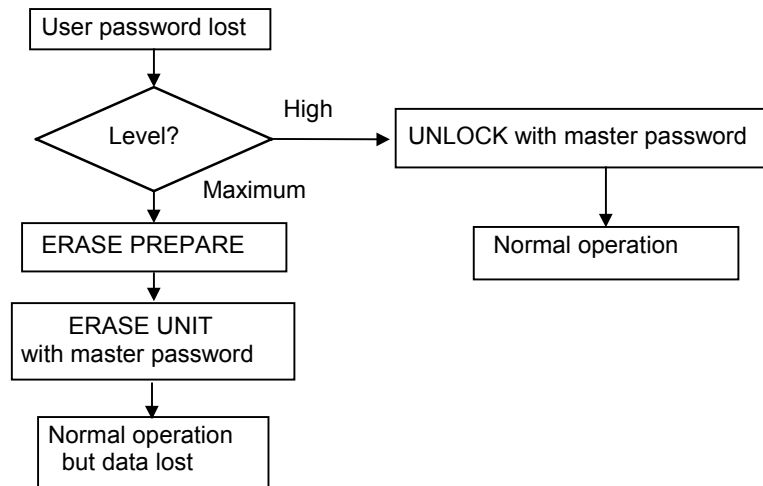 User password lost
Level?
High
UNLOCK with master password
Normal operation
Maximum
ERASE PREPARE
ERASE UNIT
with master password
Normal operation
but data lost